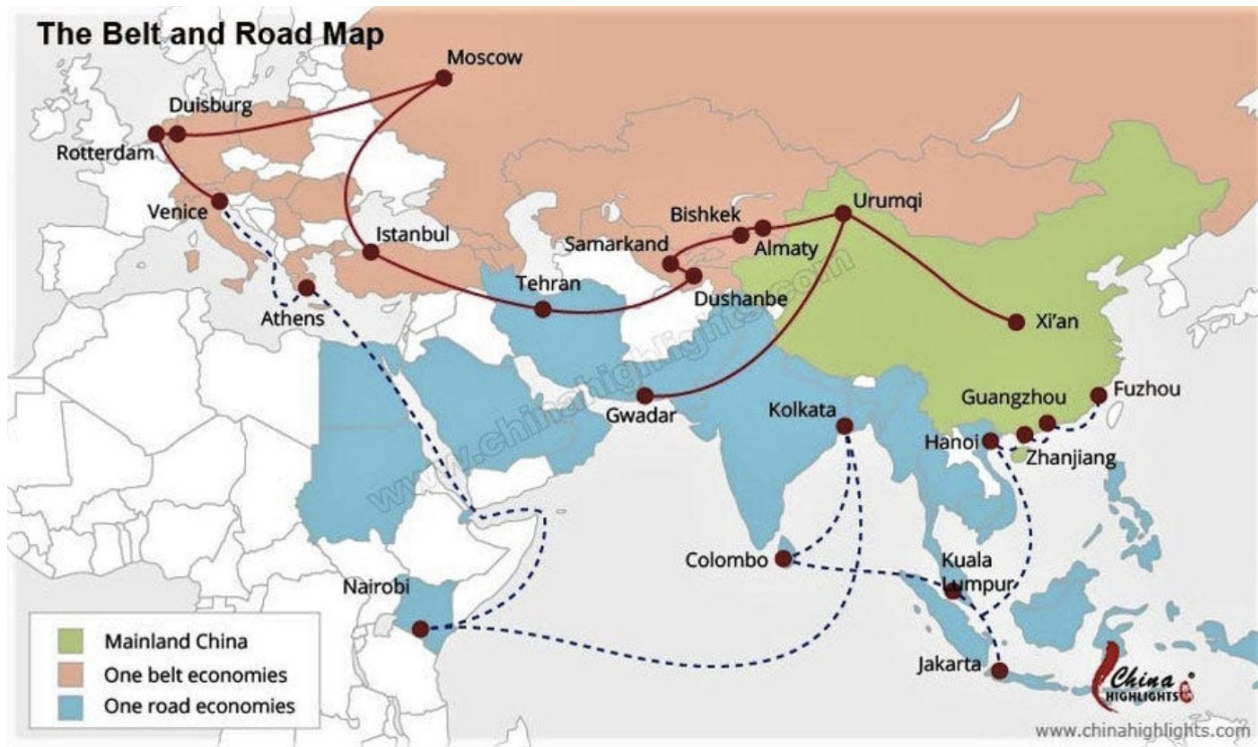 The Belt and Road Map
Moscow
Duisburg
Rotterdam
Venice
Istanbul
Athens
Tehran
Samarkand
Bishkek
Almaty
Dushanbe
Urumqi
Xi'an
Gwadar
Kolkata
Guangzhou
Fuzhou
Hanoi
Zhanjiang
Colombo
Kuala
Lumpur
Nairobi
Jakarta
www.chinahighlights.com
Mainland China
One belt economies
One road economies
China
HIGHLIGHTS
www.chinahighlights.com